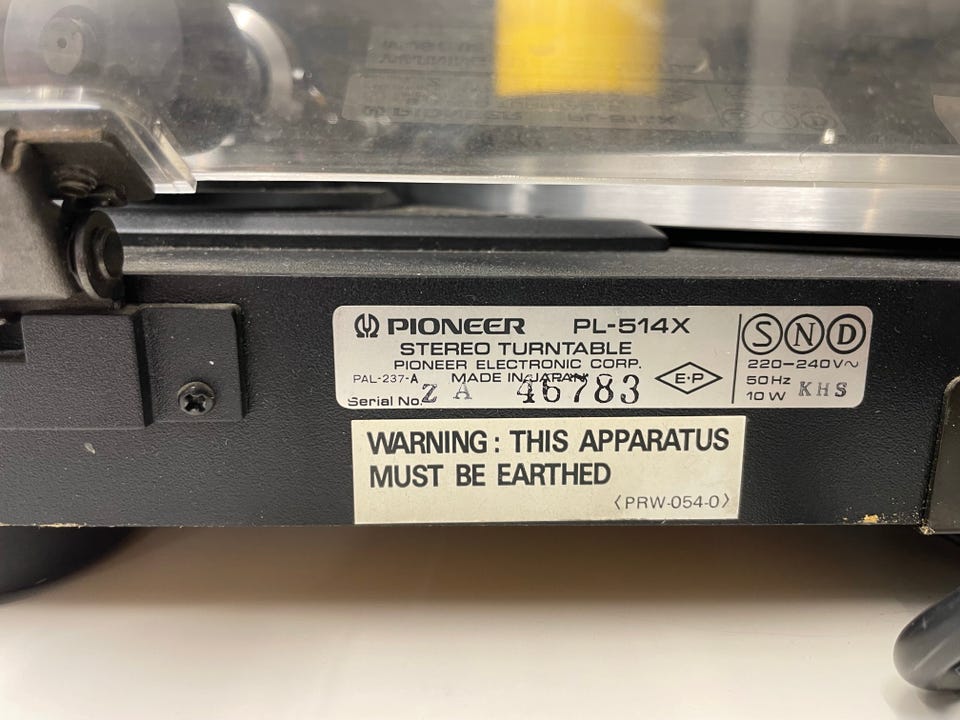 PIONEER PL-514X
STEREO TURNTABLE
PIONEER ELECTRONIC CORP.
PAL-237-A MADE IN JAPAN
Serial No. ZA 46783
E·P
S N D
220-240V~
50Hz
10W KHS
WARNING: THIS APPARATUS
MUST BE EARTHED
〈PRW-054-0〉